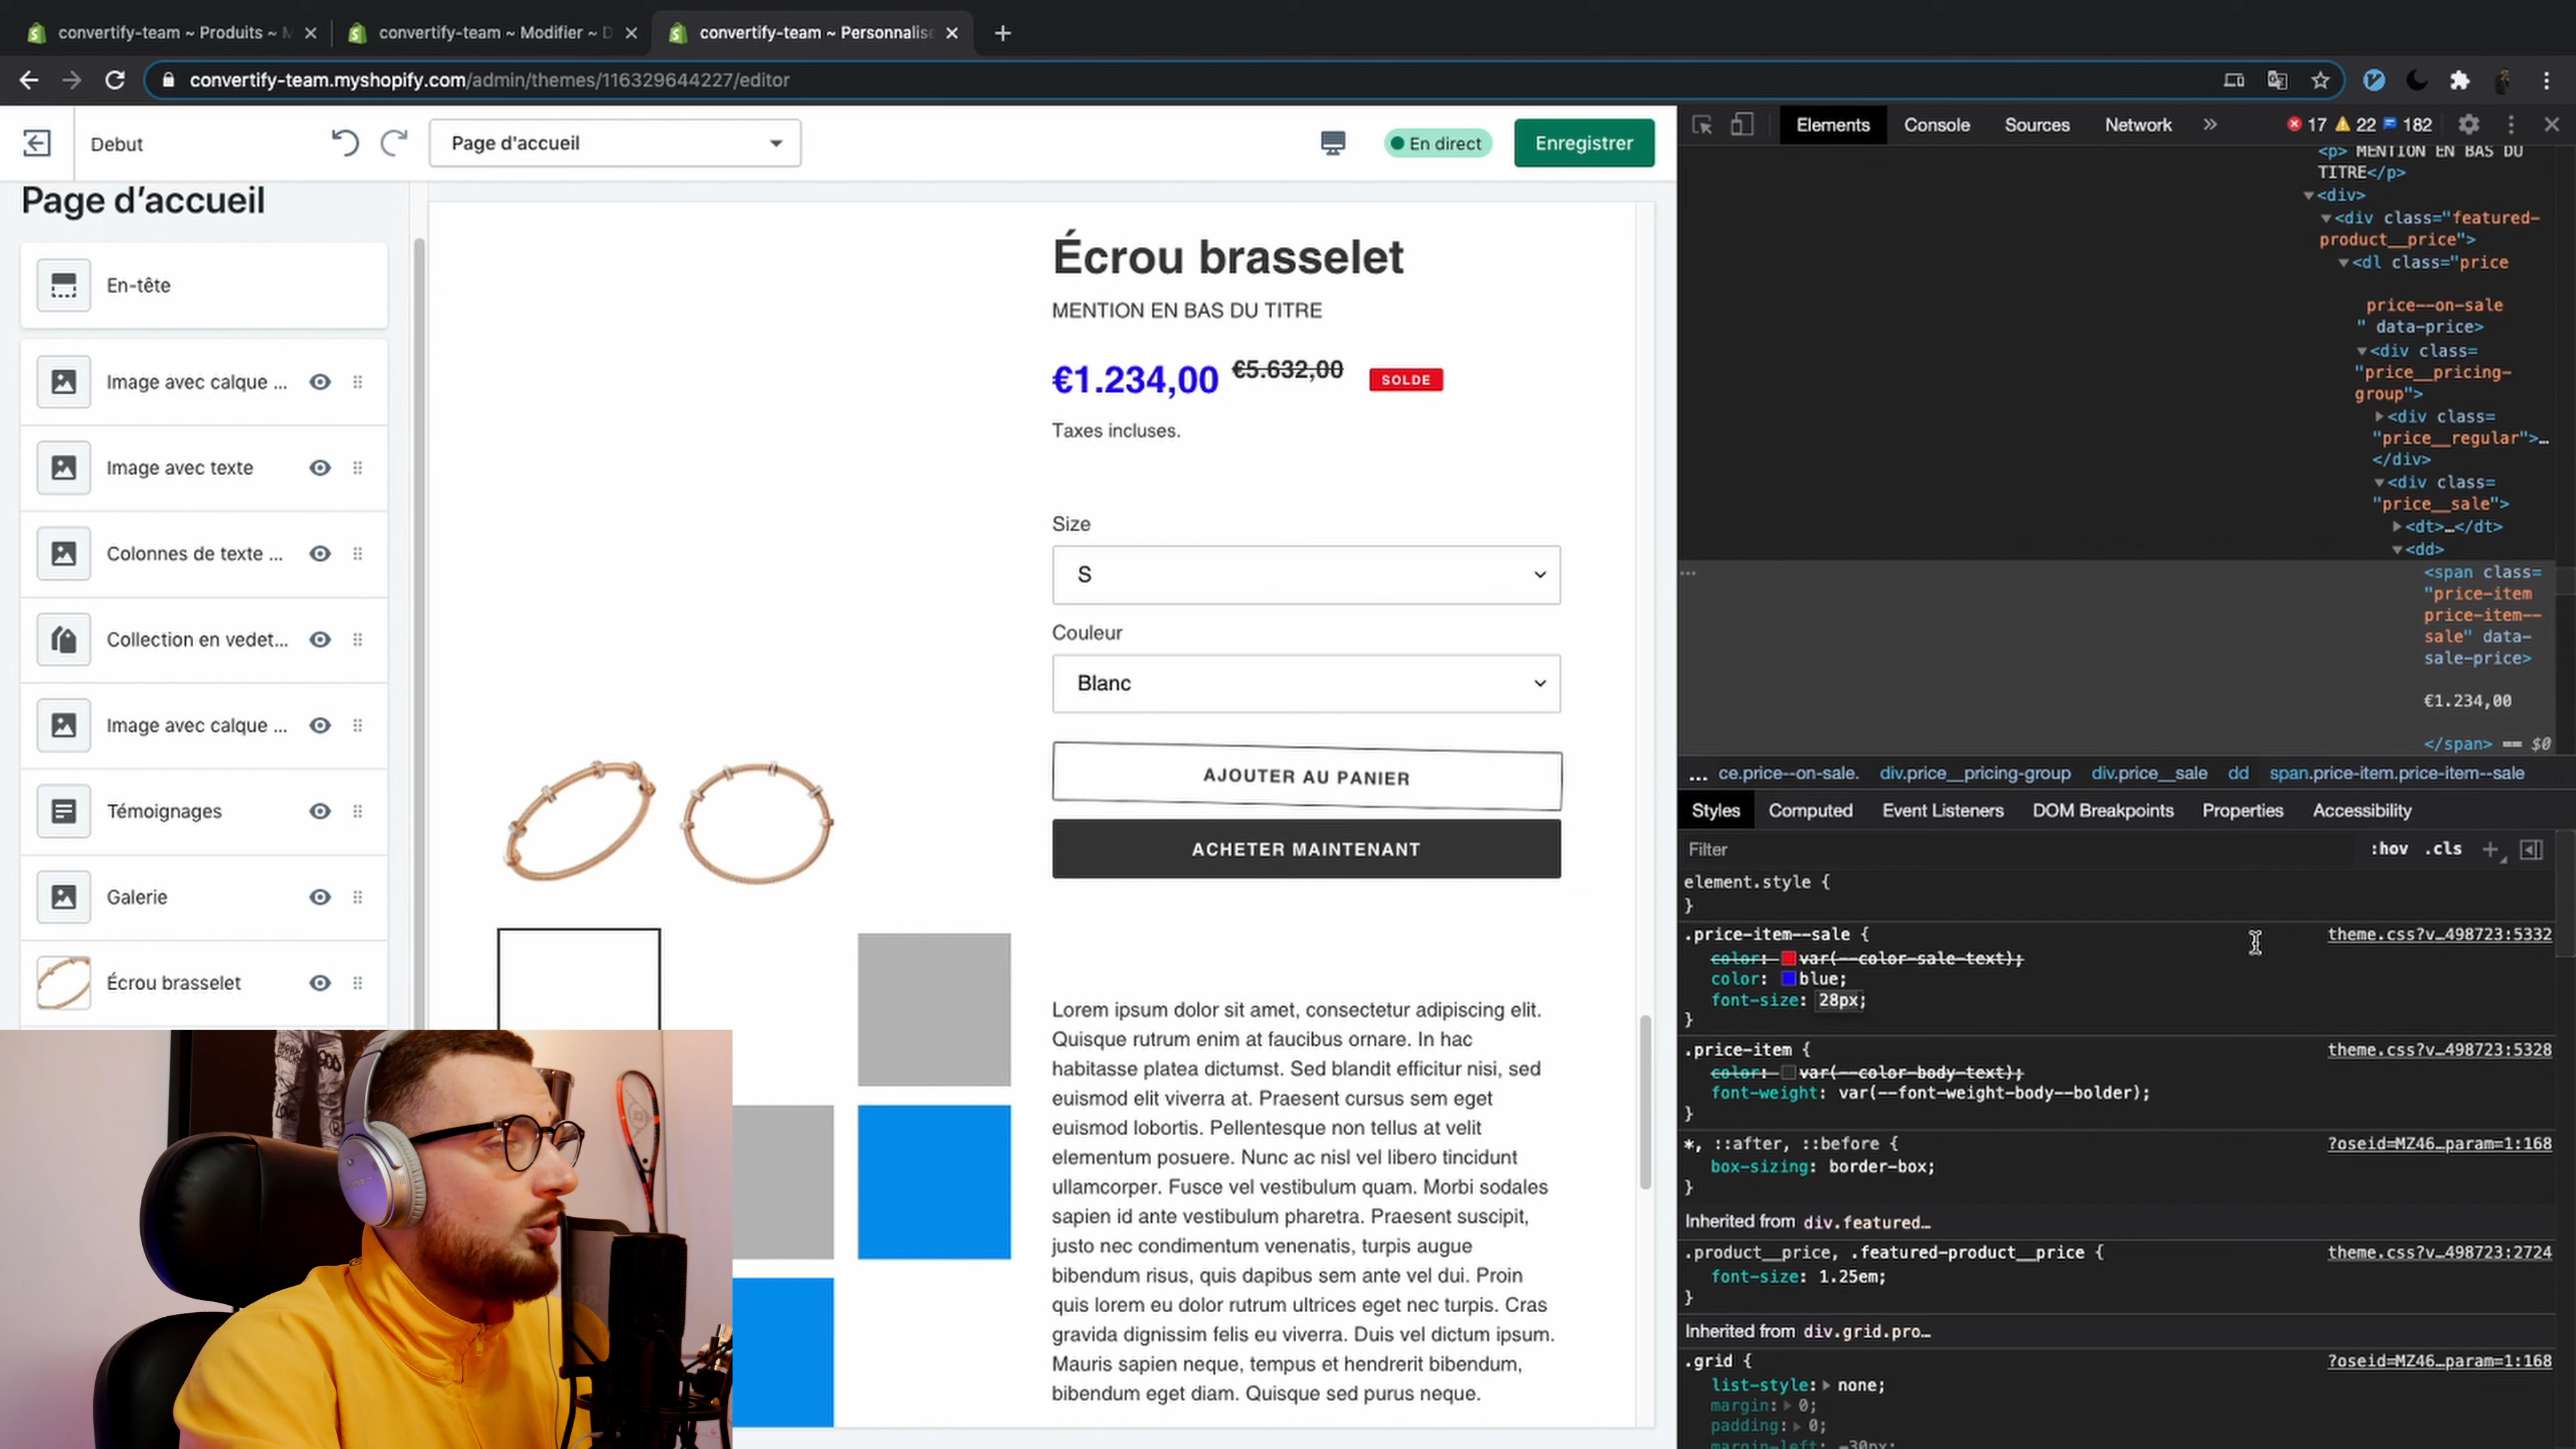 convertify-team ~ Produits ~
convertify-team ~ Modifier ~ D
convertify-team ~ Personnalise
convertify-team.myshopify.com/admin/themes/116329644227/editor
Debut
Page d'accueil
En direct
Enregistrer
Page d’accueil
En-tête
Image avec calque ...
Image avec texte
Colonnes de texte ...
Collection en vedet...
Image avec calque ...
Témoignages
Galerie
Écrou brasselet
Écrou brasselet
MENTION EN BAS DU TITRE
€1.234,00 €5.632,00 SOLDE
Taxes incluses.
Size
S
Couleur
Blanc
AJOUTER AU PANIER
ACHETER MAINTENANT
Lorem ipsum dolor sit amet, consectetur adipiscing elit.
Quisque rutrum enim at faucibus ornare. In hac
habitasse platea dictumst. Sed blandit efficitur nisi, sed
euismod elit viverra at. Praesent cursus sem eget
euismod lobortis. Pellentesque non tellus at velit
elementum posuere. Nunc ac nisl vel libero tincidunt
ullamcorper. Fusce vel vestibulum quam. Morbi sodales
sapien id ante vestibulum pharetra. Praesent suscipit,
justo nec condimentum venenatis, turpis augue
bibendum risus, quis dapibus sem ante vel dui. Proin
quis lorem eu dolor rutrum ultrices eget nec turpis. Cras
gravida dignissim felis eu viverra. Duis vel dictum ipsum.
Mauris sapien neque, tempus et hendrerit bibendum,
bibendum eget diam. Quisque sed purus neque.
Elements Console Sources Network » 17 22 182
<p> MENTION EN BAS DU
TITRE</p>
<div>
<div class="featured-
product__price">
<dl class="price
price--on-sale
" data-price>
<div class=
"price__pricing-
group">
<div class=
"price__regular">…
</div>
<div class=
"price__sale">
<dt>…</dt>
<dd>
<span class=
"price-item
price-item--
sale" data-
sale-price>
€1.234,00
</span> == $0
... ce.price--on-sale. div.price__pricing-group div.price__sale dd span.price-item.price-item--sale
Styles Computed Event Listeners DOM Breakpoints Properties Accessibility
Filter :hov .cls +
element.style {
}
.price-item--sale { theme.css?v…498723:5332
color: var(--color-sale-text);
color: blue;
font-size: 28px;
}
.price-item { theme.css?v…498723:5328
color: var(--color-body-text);
font-weight: var(--font-weight-body--bolder);
}
*, ::after, ::before { ?oseid=MZ46…param=1:168
box-sizing: border-box;
}
Inherited from div.featured…
.product__price, .featured-product__price { theme.css?v…498723:2724
font-size: 1.25em;
}
Inherited from div.grid.pro…
.grid { ?oseid=MZ46…param=1:168
list-style: none;
margin: 0;
padding: 0;
margin-left: -30px;